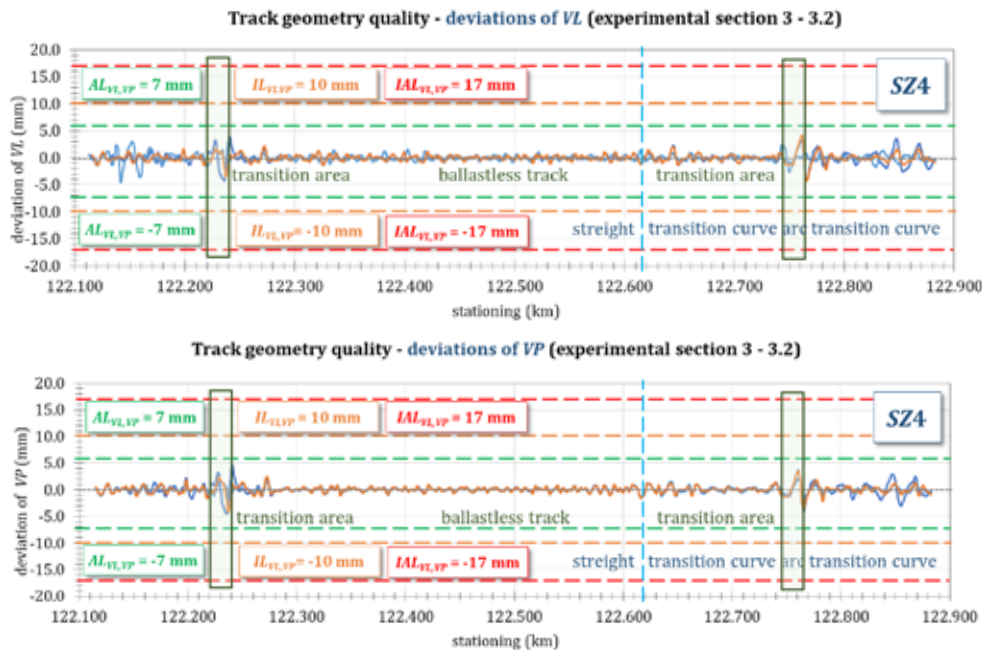 Track geometry quality - deviations of VL (experimental section 3 - 3.2)
20.0
15.0
10.0
5.0
0.0
-5.0
-10.0
-15.0
-20.0
deviation of VL (mm)
AL_VL,VP = 7 mm
IL_VL,VP = 10 mm
IAL_VL,VP = 17 mm
SZ4
transition area
ballastless track
transition area
AL_VL,VP = -7 mm
IL_VL,VP = -10 mm
IAL_VL,VP = -17 mm
streight
transition curve
arc
transition curve
122.100 122.200 122.300 122.400 122.500 122.600 122.700 122.800 122.900
stationing (km)
Track geometry quality - deviations of VP (experimental section 3 - 3.2)
20.0
15.0
10.0
5.0
0.0
-5.0
-10.0
-15.0
-20.0
deviation of VP (mm)
AL_VL,VP = 7 mm
IL_VL,VP = 10 mm
IAL_VL,VP = 17 mm
SZ4
transition area
ballastless track
transition area
AL_VL,VP = -7 mm
IL_VL,VP = -10 mm
IAL_VL,VP = -17 mm
streight
transition curve
arc
transition curve
122.100 122.200 122.300 122.400 122.500 122.600 122.700 122.800 122.900
stationing (km)